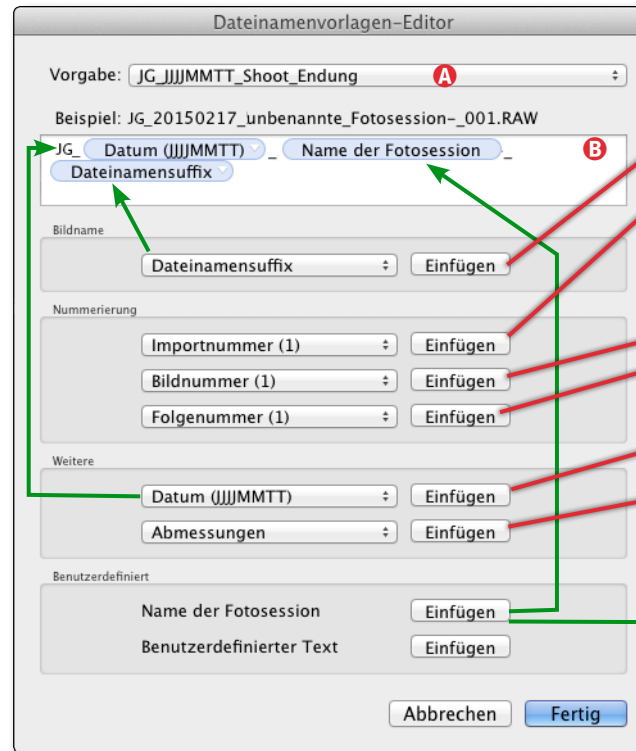 Dateinamenvorlagen-Editor
Vorgabe: JG_JJJJMMTT_Shoot_Endung A
Beispiel: JG_20150217_unbenannte_Fotosession-_001.RAW
JG_ Datum (JJJJMMTT) _ Name der Fotosession -_ B
Dateinamensuffix
Bildname
Dateinamensuffix Einfügen
Nummerierung
Importnummer (1) Einfügen
Bildnummer (1) Einfügen
Folgenummer (1) Einfügen
Weitere
Datum (JJJJMMTT) Einfügen
Abmessungen Einfügen
Benutzerdefiniert
Name der Fotosession Einfügen
Benutzerdefinierter Text Einfügen
Abbrechen Fertig